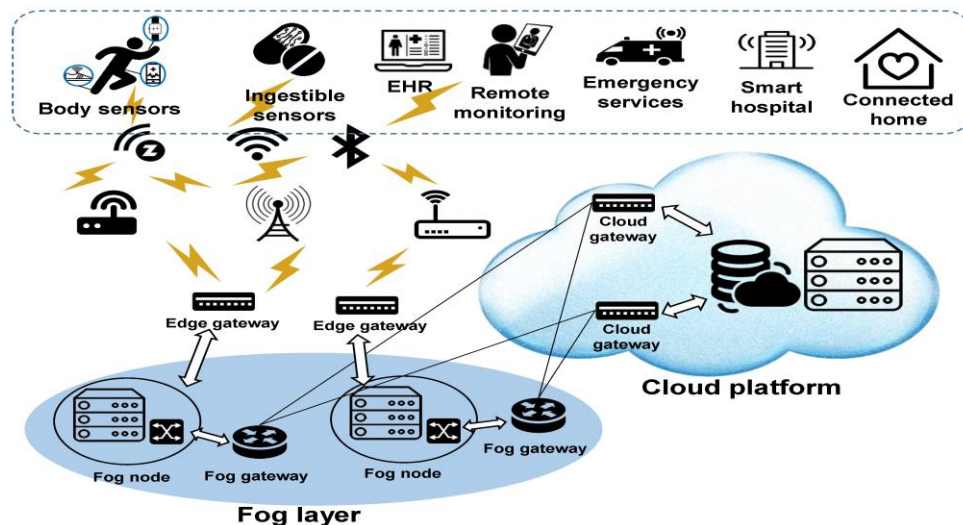 Body sensors
Ingestible
sensors
EHR
Remote
monitoring
Emergency
services
Smart
hospital
Connected
home
Z
Cloud
gateway
Cloud
gateway
Edge gateway
Edge gateway
Cloud platform
Fog node
Fog gateway
Fog node
Fog gateway
Fog layer